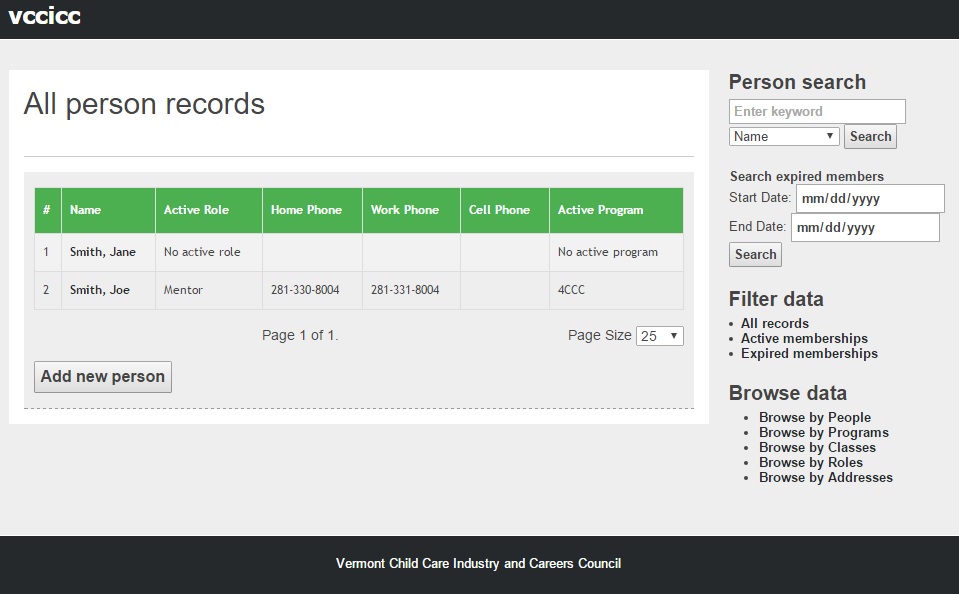 vccicc
All person records
# Name Active Role Home Phone Work Phone Cell Phone Active Program
1 Smith, Jane No active role No active program
2 Smith, Joe Mentor 281-330-8004 281-331-8004 4CCC
Page 1 of 1. Page Size 25
Add new person
Person search
Enter keyword
Name Search
Search expired members
Start Date: mm/dd/yyyy
End Date: mm/dd/yyyy
Search
Filter data
• All records
• Active memberships
• Expired memberships
Browse data
• Browse by People
• Browse by Programs
• Browse by Classes
• Browse by Roles
• Browse by Addresses
Vermont Child Care Industry and Careers Council